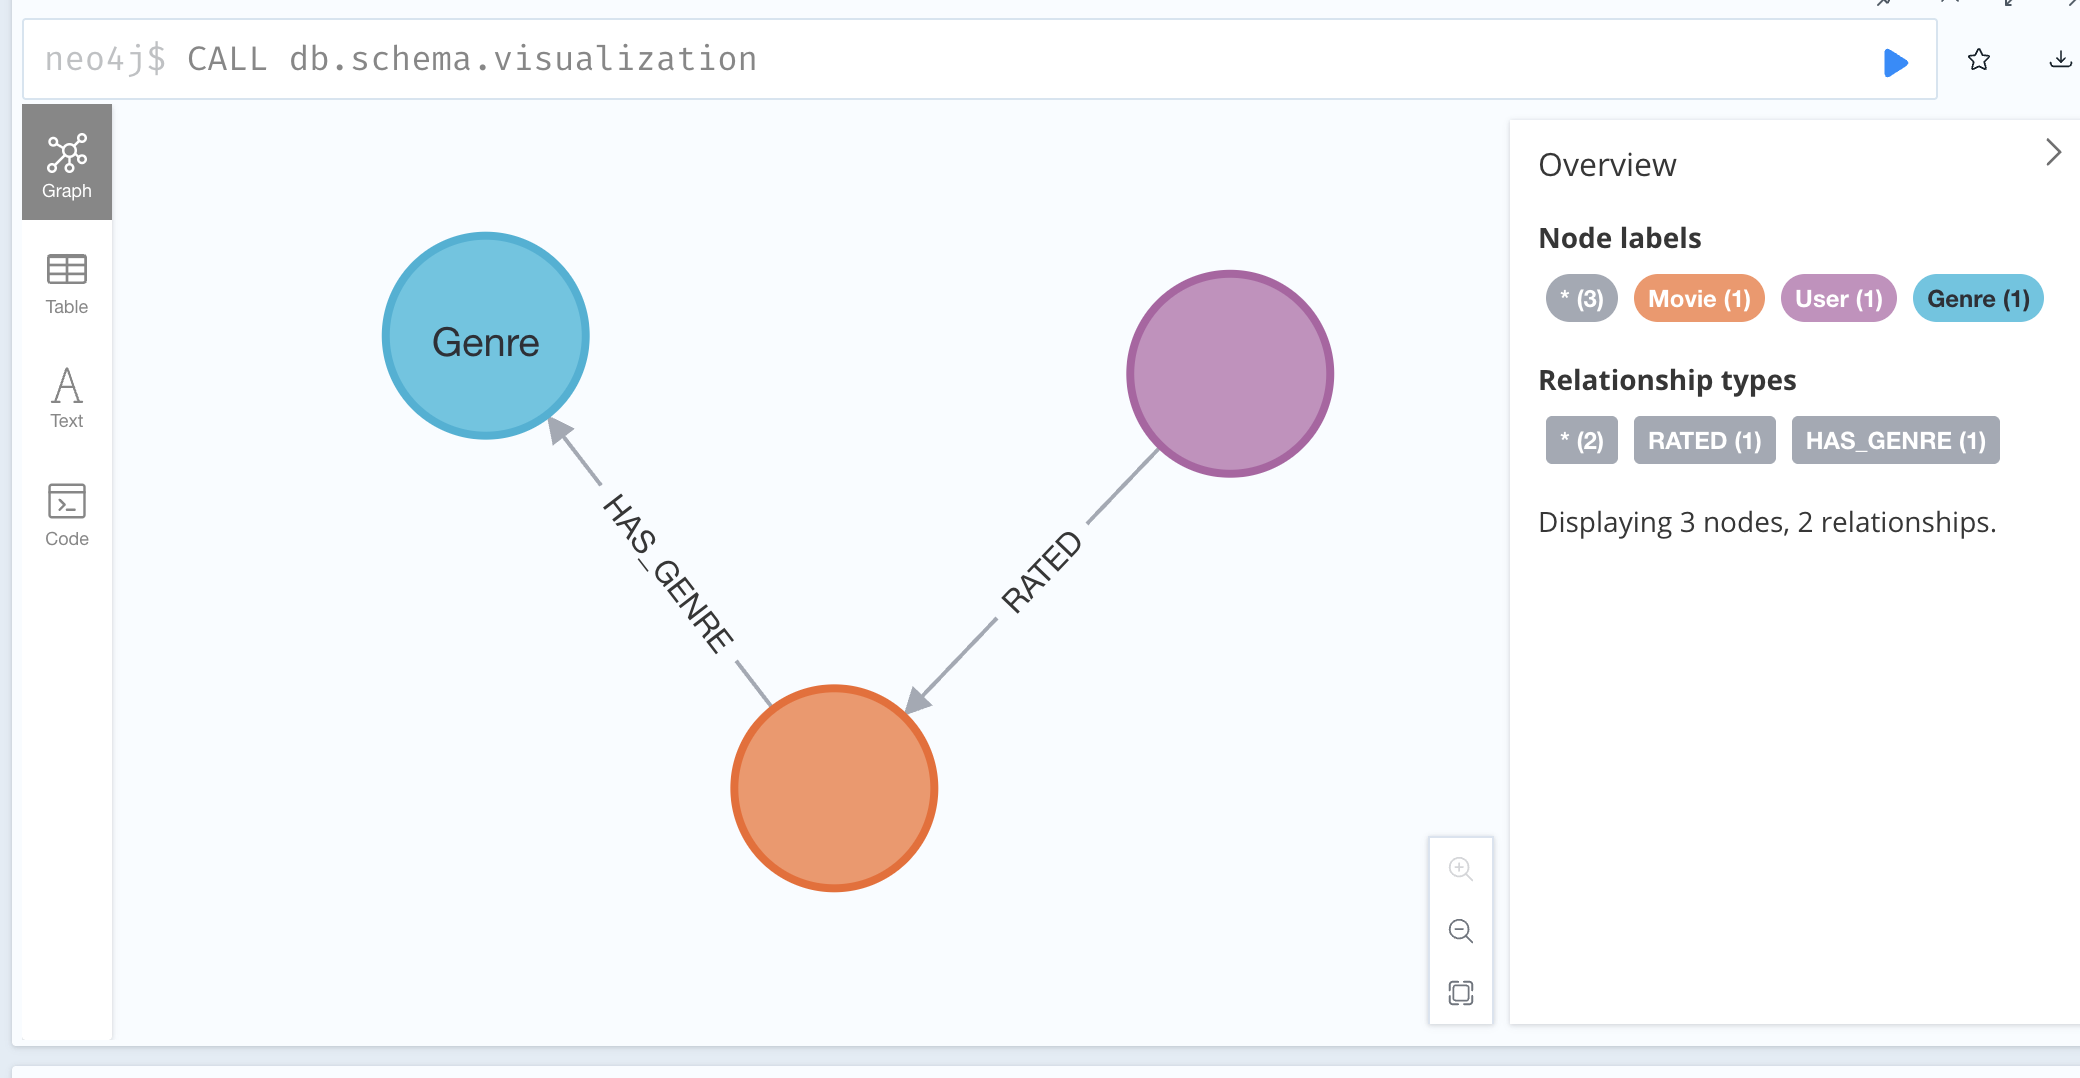 neo4j$ CALL db.schema.visualization
Graph
Table
Text
Code
Genre
HAS_GENRE
RATED
Overview
Node labels
* (3) Movie (1) User (1) Genre (1)
Relationship types
* (2) RATED (1) HAS_GENRE (1)
Displaying 3 nodes, 2 relationships.